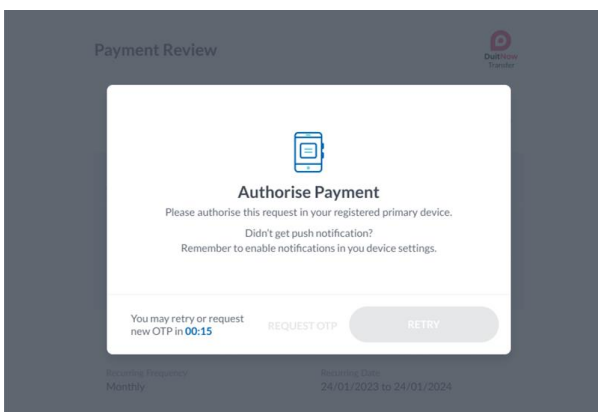 Payment Review
DuitNow
Transfer
Authorise Payment
Please authorise this request in your registered primary device.
Didn't get push notification?
Remember to enable notifications in you device settings.
You may retry or request
new OTP in 00:15
REQUEST OTP
RETRY
Recurring Frequency
Monthly
Recurring Date
24/01/2023 to 24/01/2024